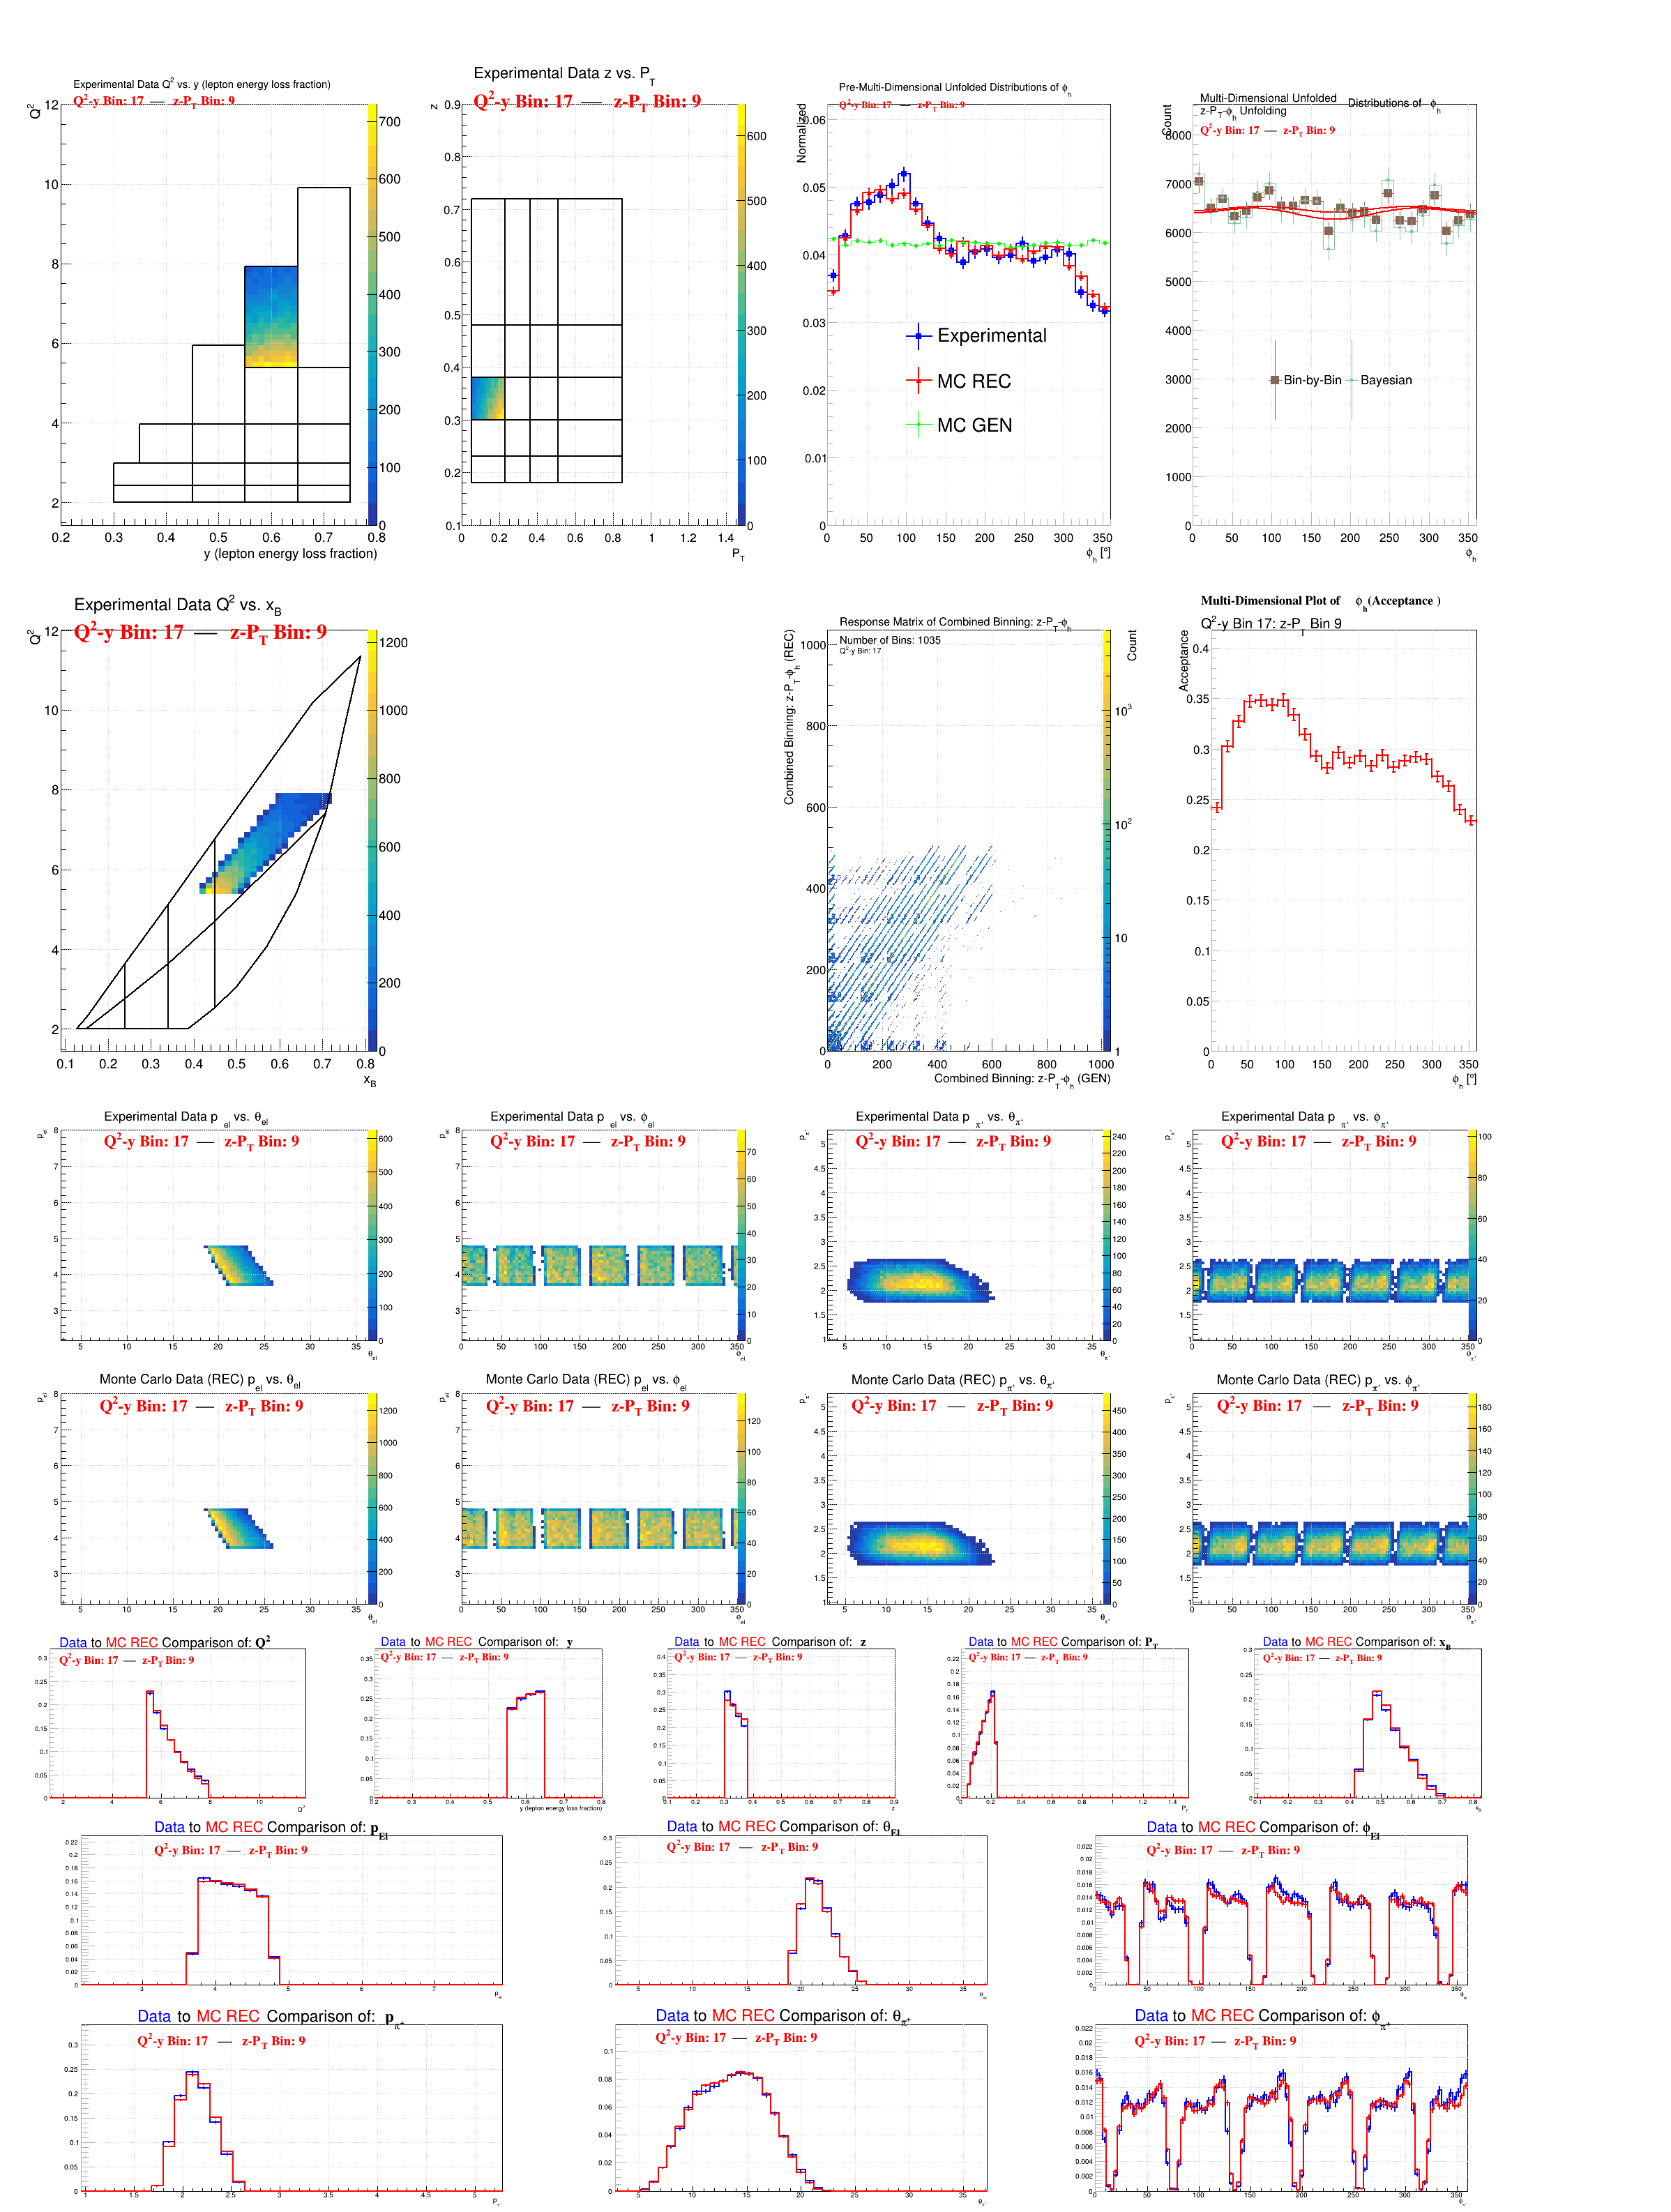 Experimental Data Q² vs. y (lepton energy loss fraction)
Q²-y Bin: 17 — z-P_T Bin: 9
Q²
y (lepton energy loss fraction)
Experimental Data z vs. P_T
Q²-y Bin: 17 — z-P_T Bin: 9
z
P_T
Pre-Multi-Dimensional Unfolded Distributions of ϕ_h
Q²-y Bin: 17 — z-P_T Bin: 9
Normalized
Experimental
MC REC
MC GEN
ϕ_h [°]
Multi-Dimensional Unfolded Distributions of ϕ_h
z-P_T-ϕ_h Unfolding
Q²-y Bin: 17 — z-P_T Bin: 9
Count
Bin-by-Bin Bayesian
ϕ_h
Experimental Data Q² vs. x_B
Q²-y Bin: 17 — z-P_T Bin: 9
Q²
x_B
Response Matrix of Combined Binning: z-P_T-ϕ_h
Number of Bins: 1035
Q²-y Bin: 17
Combined Binning: z-P_T-ϕ_h (REC)
Count
Combined Binning: z-P_T-ϕ_h (GEN)
Multi-Dimensional Plot of ϕ_h (Acceptance )
Q²-y Bin 17: z-P_T Bin 9
Acceptance
ϕ_h [°]
Experimental Data p_el vs. θ_el
Q²-y Bin: 17 — z-P_T Bin: 9
Experimental Data p_el vs. ϕ_el
Q²-y Bin: 17 — z-P_T Bin: 9
Experimental Data p_π⁺ vs. θ_π⁺
Q²-y Bin: 17 — z-P_T Bin: 9
Experimental Data p_π⁺ vs. ϕ_π⁺
Q²-y Bin: 17 — z-P_T Bin: 9
Monte Carlo Data (REC) p_el vs. θ_el
Q²-y Bin: 17 — z-P_T Bin: 9
Monte Carlo Data (REC) p_el vs. ϕ_el
Q²-y Bin: 17 — z-P_T Bin: 9
Monte Carlo Data (REC) p_π⁺ vs. θ_π⁺
Q²-y Bin: 17 — z-P_T Bin: 9
Monte Carlo Data (REC) p_π⁺ vs. ϕ_π⁺
Q²-y Bin: 17 — z-P_T Bin: 9
Data to MC REC Comparison of: Q²
Q²-y Bin: 17 — z-P_T Bin: 9
Q²
Data to MC REC Comparison of: y
Q²-y Bin: 17 — z-P_T Bin: 9
y (lepton energy loss fraction)
Data to MC REC Comparison of: z
Q²-y Bin: 17 — z-P_T Bin: 9
z
Data to MC REC Comparison of: P_T
Q²-y Bin: 17 — z-P_T Bin: 9
P_T
Data to MC REC Comparison of: x_B
Q²-y Bin: 17 — z-P_T Bin: 9
x_B
Data to MC REC Comparison of: p_El
Q²-y Bin: 17 — z-P_T Bin: 9
Data to MC REC Comparison of: θ_El
Q²-y Bin: 17 — z-P_T Bin: 9
Data to MC REC Comparison of: ϕ_El
Q²-y Bin: 17 — z-P_T Bin: 9
Data to MC REC Comparison of: p_π⁺
Q²-y Bin: 17 — z-P_T Bin: 9
Data to MC REC Comparison of: θ_π⁺
Q²-y Bin: 17 — z-P_T Bin: 9
Data to MC REC Comparison of: ϕ_π⁺
Q²-y Bin: 17 — z-P_T Bin: 9